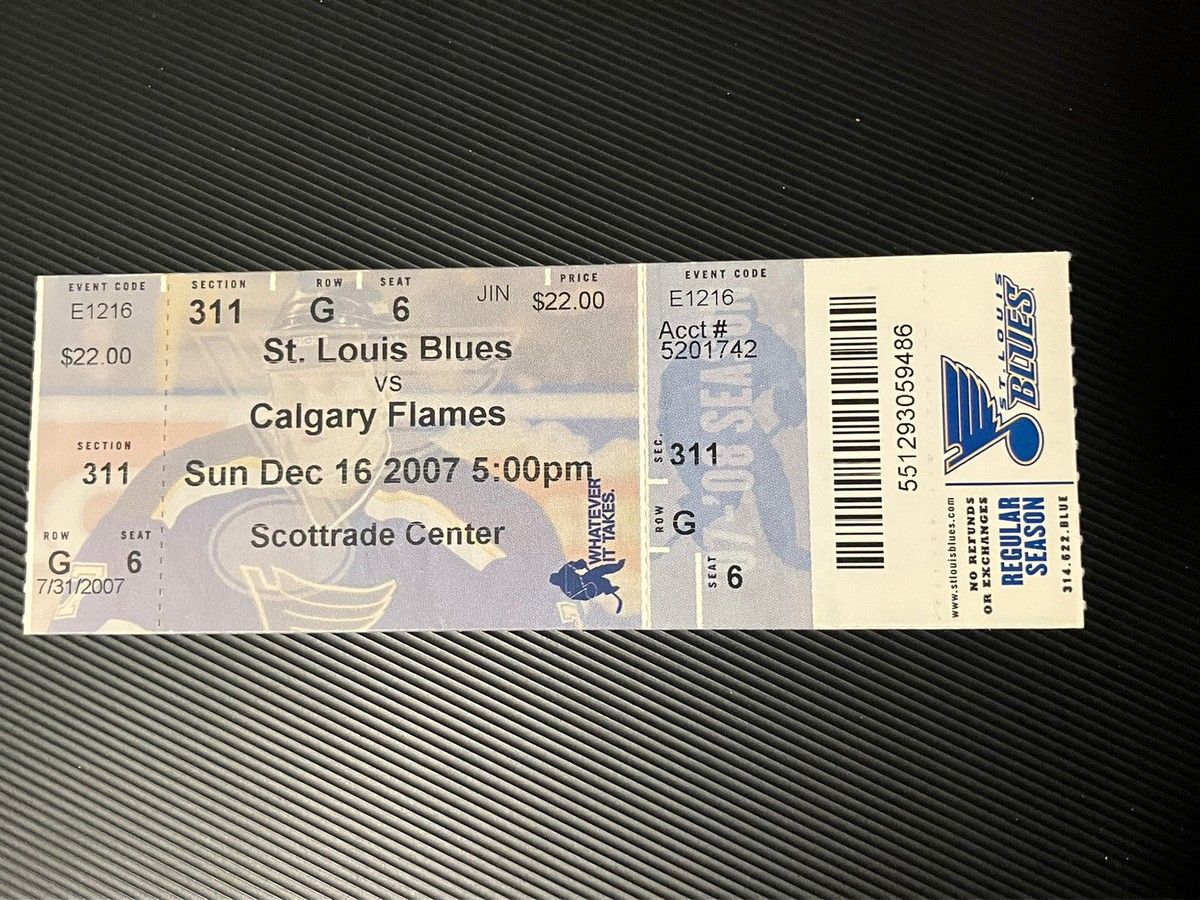 EVENT CODE
E1216
$22.00
SECTION
311
ROW SEAT
G 6
7/31/2007
SECTION ROW SEAT PRICE
311 G 6 JIN $22.00
St. Louis Blues
vs
Calgary Flames
Sun Dec 16 2007 5:00pm
Scottrade Center
WHATEVER
IT TAKES.
EVENT CODE
E1216
Acct #
5201742
SEC. 311
ROW G
SEAT 6
'08 SEASON
5512930594​86
ST. LOUIS
BLUES
www.stlouisblues.com
NO REFUNDS
OR EXCHANGES
REGULAR
SEASON
314.622.BLUE